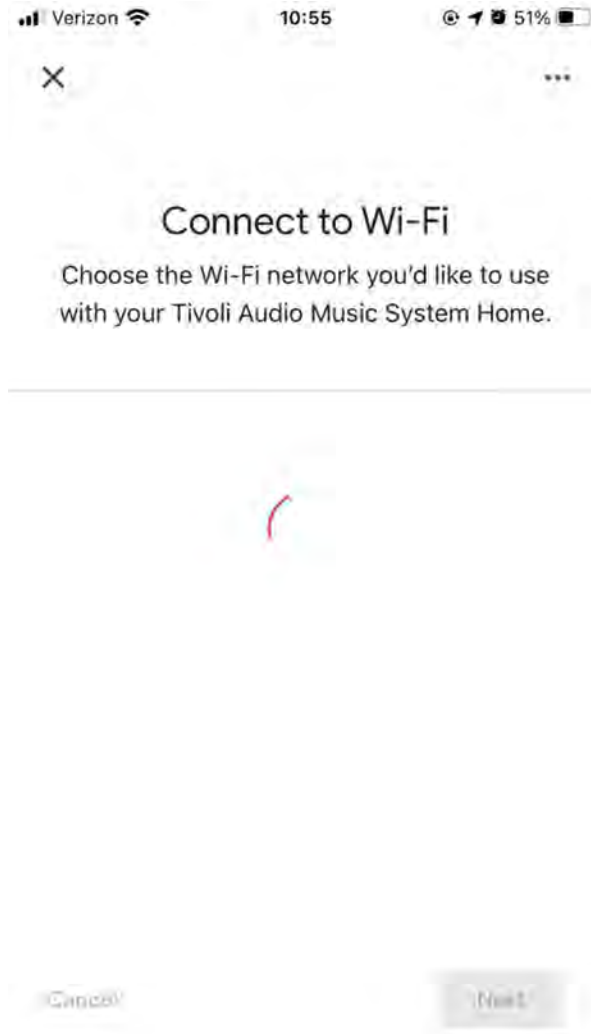 Verizon 10:55 51%
Connect to Wi-Fi
Choose the Wi-Fi network you'd like to use
with your Tivoli Audio Music System Home.
Cancel Next